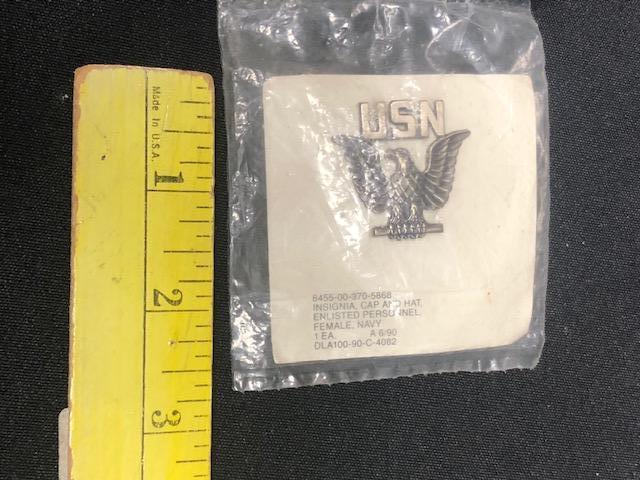 Made In U.S.A.
1
2
3
USN
8455-00-370-5868
INSIGNIA, CAP AND HAT,
ENLISTED PERSONNEL,
FEMALE, NAVY
1 EA. A 6/90
DLA100-90-C-4082